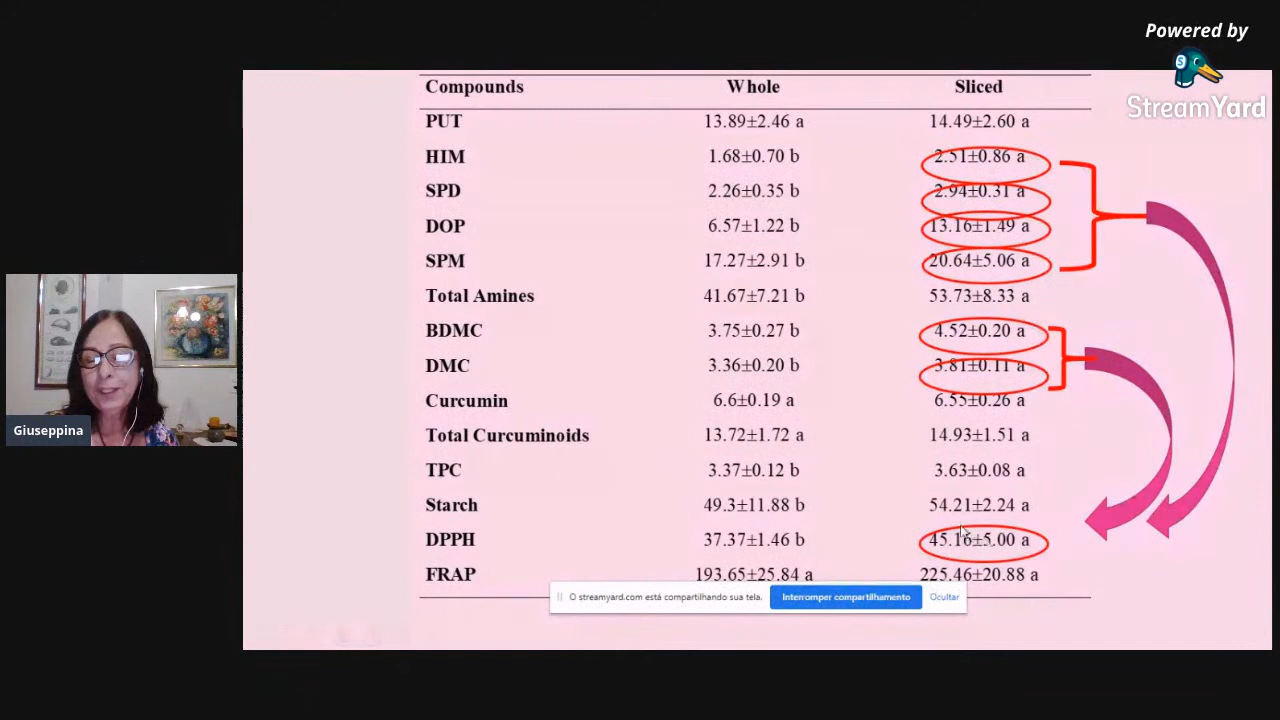 Powered by
StreamYard
Compounds Whole Sliced
PUT 13.89±2.46 a 14.49±2.60 a
HIM 1.68±0.70 b 2.51±0.86 a
SPD 2.26±0.35 b 2.94±0.31 a
DOP 6.57±1.22 b 13.16±1.49 a
SPM 17.27±2.91 b 20.64±5.06 a
Total Amines 41.67±7.21 b 53.73±8.33 a
BDMC 3.75±0.27 b 4.52±0.20 a
DMC 3.36±0.20 b 3.81±0.11 a
Curcumin 6.6±0.19 a 6.55±0.26 a
Total Curcuminoids 13.72±1.72 a 14.93±1.51 a
TPC 3.37±0.12 b 3.63±0.08 a
Starch 49.3±11.88 b 54.21±2.24 a
DPPH 37.37±1.46 b 45.16±5.00 a
FRAP 193.65±25.84 a 225.46±20.88 a
O streamyard.com está compartilhando sua tela. Interromper compartilhamento Ocultar
Giuseppina